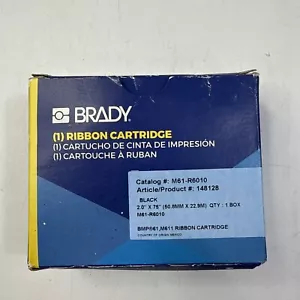 BRADY
(1) RIBBON CARTRIDGE
(1) CARTUCHO DE CINTA DE IMPRESIÓN
(1) CARTOUCHE À RUBAN
Catalog #: M61-R6010
Article/Product #: 148128
BLACK
2.0" X 75' (50.8MM X 22.9M) QTY: 1 BOX
M61-R6010
BMP®61,M611 RIBBON CARTRIDGE